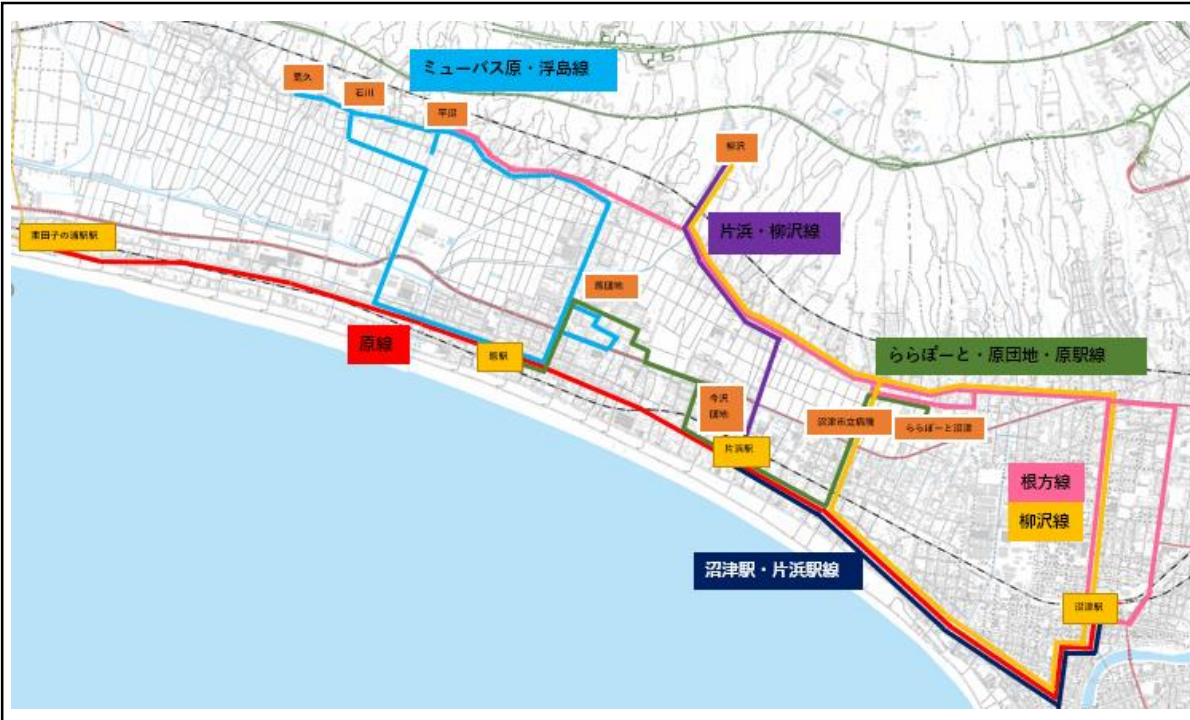 ミューバス原・浮島線
石川
平沼
柳沢
片浜・柳沢線
東田子の浦駅駅
原団地
原線
原駅
ららぽーと・原団地・原駅線
今沢
団地
沼津市立病院
ららぽーと沼津
片浜駅
根方線
柳沢線
沼津駅・片浜駅線
沼津駅